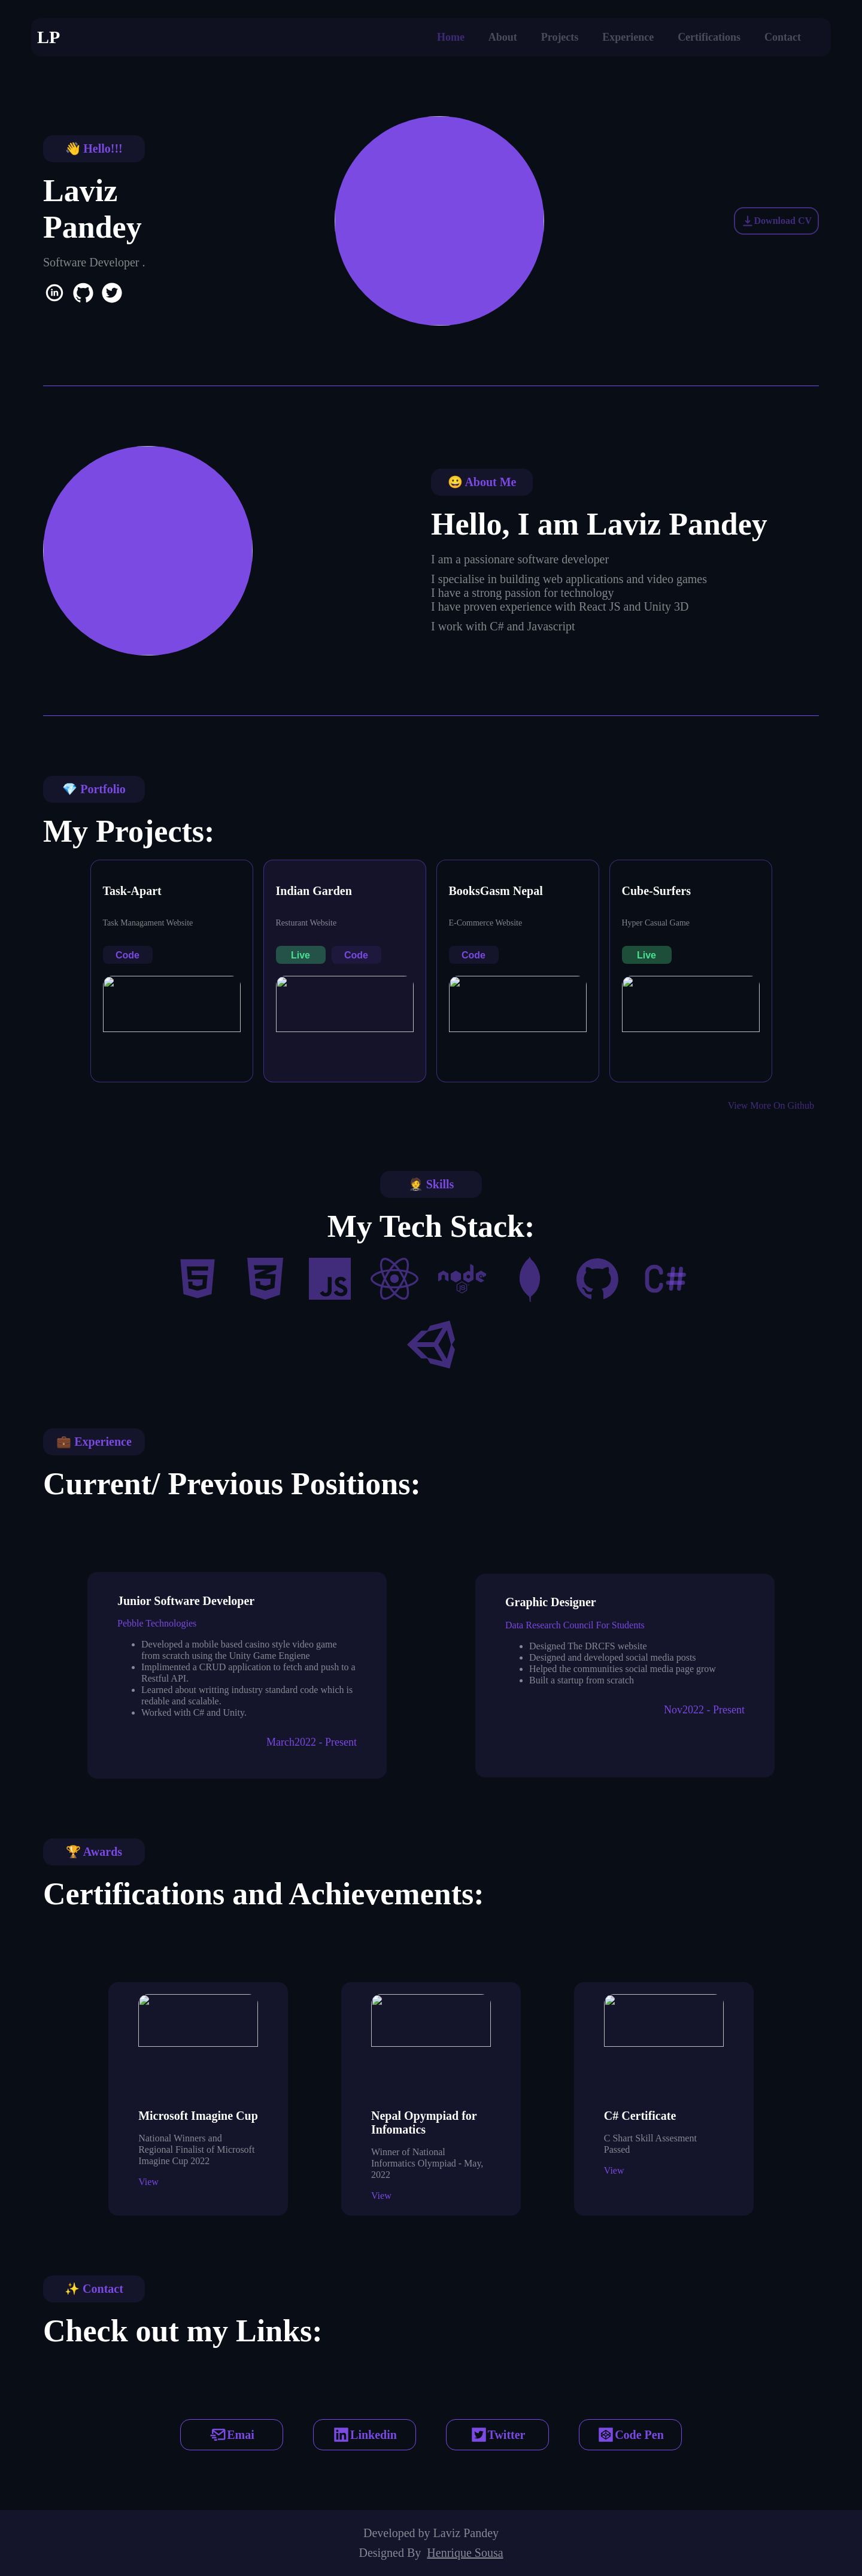 LP
Home About Projects Experience Certifications Contact
👋 Hello!!!
Laviz
Pandey
Software Developer .
Download CV
😀 About Me
Hello, I am Laviz Pandey
I am a passionare software developer
I specialise in building web applications and video games
I have a strong passion for technology
I have proven experience with React JS and Unity 3D
I work with C# and Javascript
💎 Portfolio
My Projects:
Task-Apart
Task Managament Website
Code
Indian Garden
Resturant Website
Live Code
BooksGasm Nepal
E-Commerce Website
Code
Cube-Surfers
Hyper Casual Game
Live
View More On Github
🤵 Skills
My Tech Stack:
JS
node
JS
C#
💼 Experience
Current/ Previous Positions:
Junior Software Developer
Pebble Technologies
• Developed a mobile based casino style video game
from scratch using the Unity Game Engiene
• Implimented a CRUD application to fetch and push to a
Restful API.
• Learned about writting industry standard code which is
redable and scalable.
• Worked with C# and Unity.
March2022 - Present
Graphic Designer
Data Research Council For Students
• Designed The DRCFS website
• Designed and developed social media posts
• Helped the communities social media page grow
• Built a startup from scratch
Nov2022 - Present
🏆 Awards
Certifications and Achievements:
Microsoft Imagine Cup
National Winners and
Regional Finalist of Microsoft
Imagine Cup 2022
View
Nepal Opympiad for
Infomatics
Winner of National
Informatics Olympiad - May,
2022
View
C# Certificate
C Shart Skill Assesment
Passed
View
✨ Contact
Check out my Links:
Emai
Linkedin
Twitter
Code Pen
Developed by Laviz Pandey
Designed By Henrique Sousa